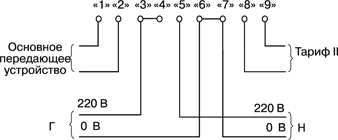 «1» «2» «3» «4» «5» «6» «7» «8» «9»
Основное
передающее
устройство
Тариф II
220 В
220 В
Г
0 В
0 В
Н